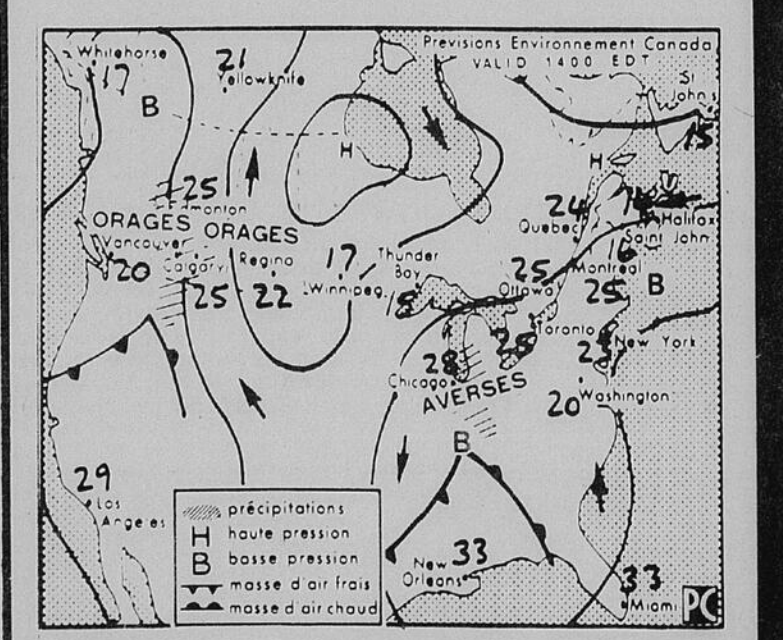 Previsions Environnement Canada
VALID 1400 EDT
Whitehorse
17
21
Yellowknife
St
John's
15
B
H
H
25
Edmonton
ORAGES
ORAGES
24
Québec
Halifax
Saint John
16
Vancouver
20
Calgary
25
Regina
22
17
Winnipeg
Thunder
Bay
18
25
Ottawa
Montreal
25
B
Toronto
25
New York
25
28
Chicago
AVERSES
20
Washington
B
29
Los
Angeles
précipitations
H haute pression
B basse pression
masse d'air frais
masse d'air chaud
New
Orleans
33
33
Miami
PC